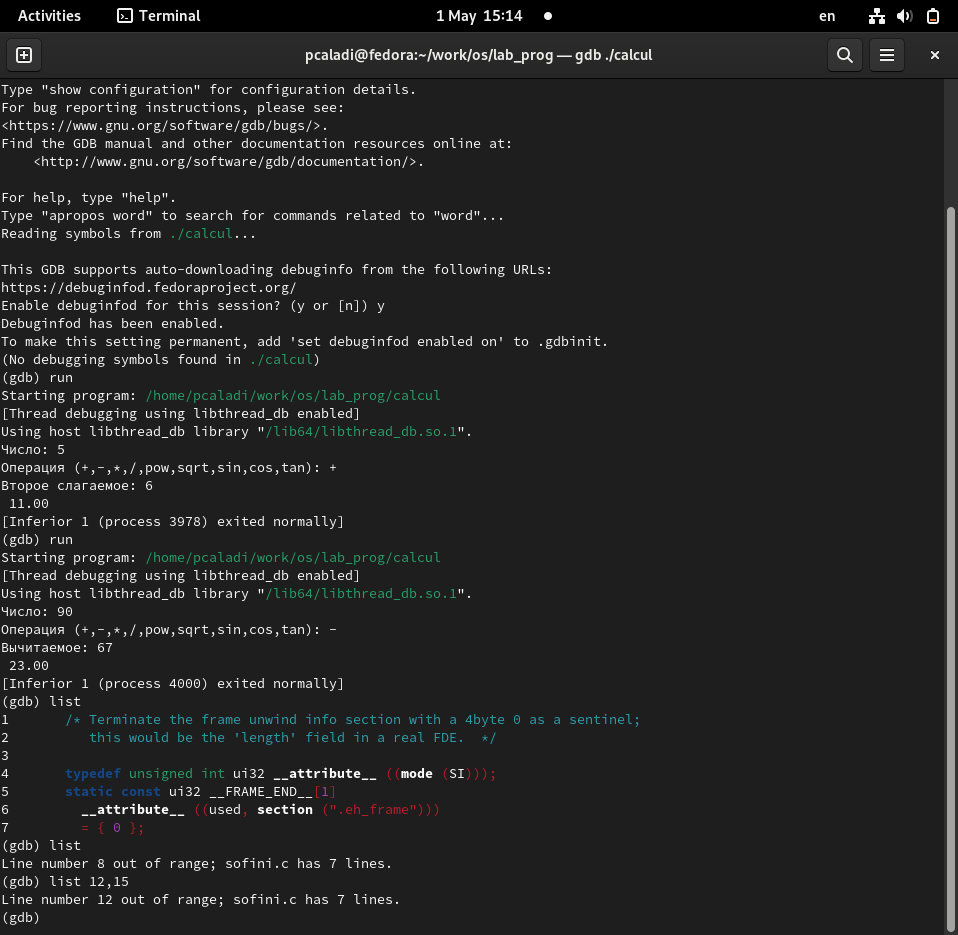 Activities Terminal 1 May 15:14 en
pcaladi@fedora:~/work/os/lab_prog — gdb ./calcul
Type "show configuration" for configuration details.
For bug reporting instructions, please see:
<https://www.gnu.org/software/gdb/bugs/>.
Find the GDB manual and other documentation resources online at:
    <http://www.gnu.org/software/gdb/documentation/>.

For help, type "help".
Type "apropos word" to search for commands related to "word"...
Reading symbols from ./calcul...

This GDB supports auto-downloading debuginfo from the following URLs:
https://debuginfod.fedoraproject.org/
Enable debuginfod for this session? (y or [n]) y
Debuginfod has been enabled.
To make this setting permanent, add 'set debuginfod enabled on' to .gdbinit.
(No debugging symbols found in ./calcul)
(gdb) run
Starting program: /home/pcaladi/work/os/lab_prog/calcul
[Thread debugging using libthread_db enabled]
Using host libthread_db library "/lib64/libthread_db.so.1".
Число: 5
Операция (+,-,*,/,pow,sqrt,sin,cos,tan): +
Второе слагаемое: 6
 11.00
[Inferior 1 (process 3978) exited normally]
(gdb) run
Starting program: /home/pcaladi/work/os/lab_prog/calcul
[Thread debugging using libthread_db enabled]
Using host libthread_db library "/lib64/libthread_db.so.1".
Число: 90
Операция (+,-,*,/,pow,sqrt,sin,cos,tan): -
Вычитаемое: 67
 23.00
[Inferior 1 (process 4000) exited normally]
(gdb) list
1       /* Terminate the frame unwind info section with a 4byte 0 as a sentinel;
2          this would be the 'length' field in a real FDE.  */
3
4       typedef unsigned int ui32 __attribute__ ((mode (SI)));
5       static const ui32 __FRAME_END__[1]
6         __attribute__ ((used, section (".eh_frame")))
7         = { 0 };
(gdb) list
Line number 8 out of range; sofini.c has 7 lines.
(gdb) list 12,15
Line number 12 out of range; sofini.c has 7 lines.
(gdb)